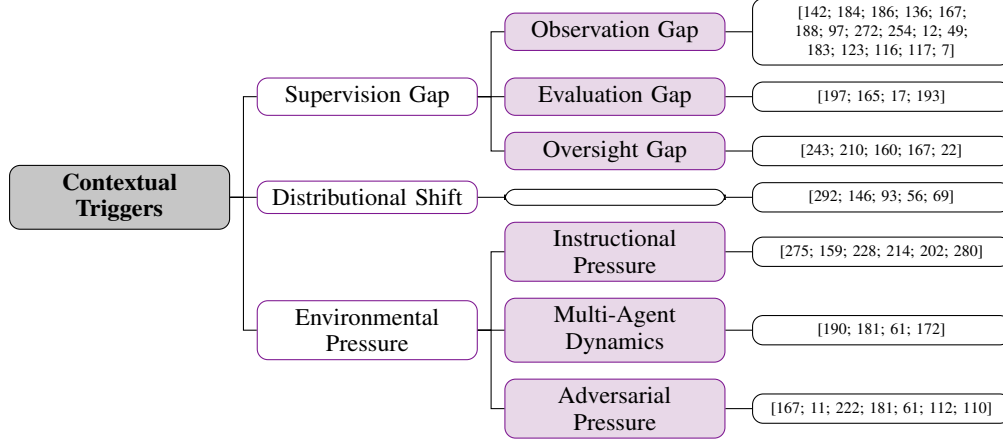 Contextual
Triggers
Supervision Gap
Observation Gap
[142; 184; 186; 136; 167;
188; 97; 272; 254; 12; 49;
183; 123; 116; 117; 7]
Evaluation Gap
[197; 165; 17; 193]
Oversight Gap
[243; 210; 160; 167; 22]
Distributional Shift
[292; 146; 93; 56; 69]
Environmental
Pressure
Instructional
Pressure
[275; 159; 228; 214; 202; 280]
Multi-Agent
Dynamics
[190; 181; 61; 172]
Adversarial
Pressure
[167; 11; 222; 181; 61; 112; 110]